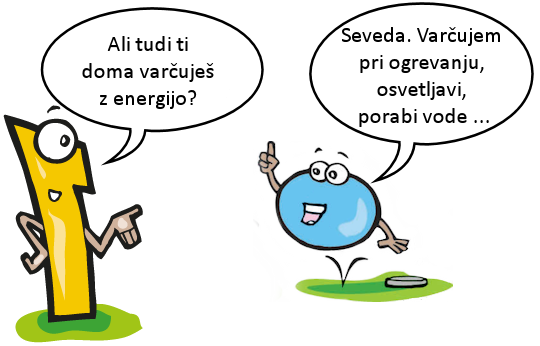 Ali tudi ti
doma varčuješ
z energijo?
Seveda. Varčujem
pri ogrevanju,
osvetljavi,
porabi vode ...